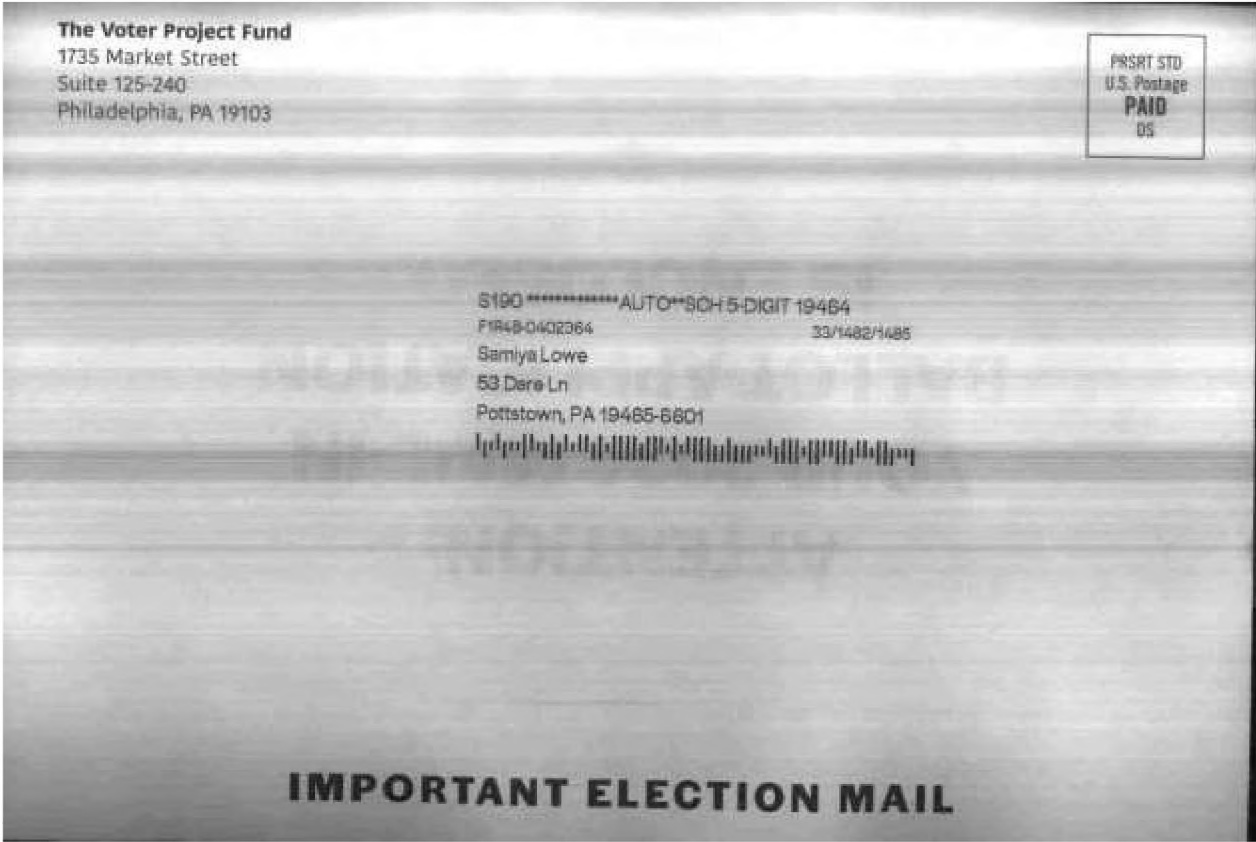 The Voter Project Fund
1735 Market Street
Suite 125-240
Philadelphia, PA 19103
PRSRT STD
U.S. Postage
PAID
DS
S190 **************AUTO**SCH 5-DIGIT 19464
F1R4B-0402364
33/1482/1485
Samiya Lowe
53 Dare Ln
Pottstown, PA 19465-6601
IMPORTANT ELECTION MAIL